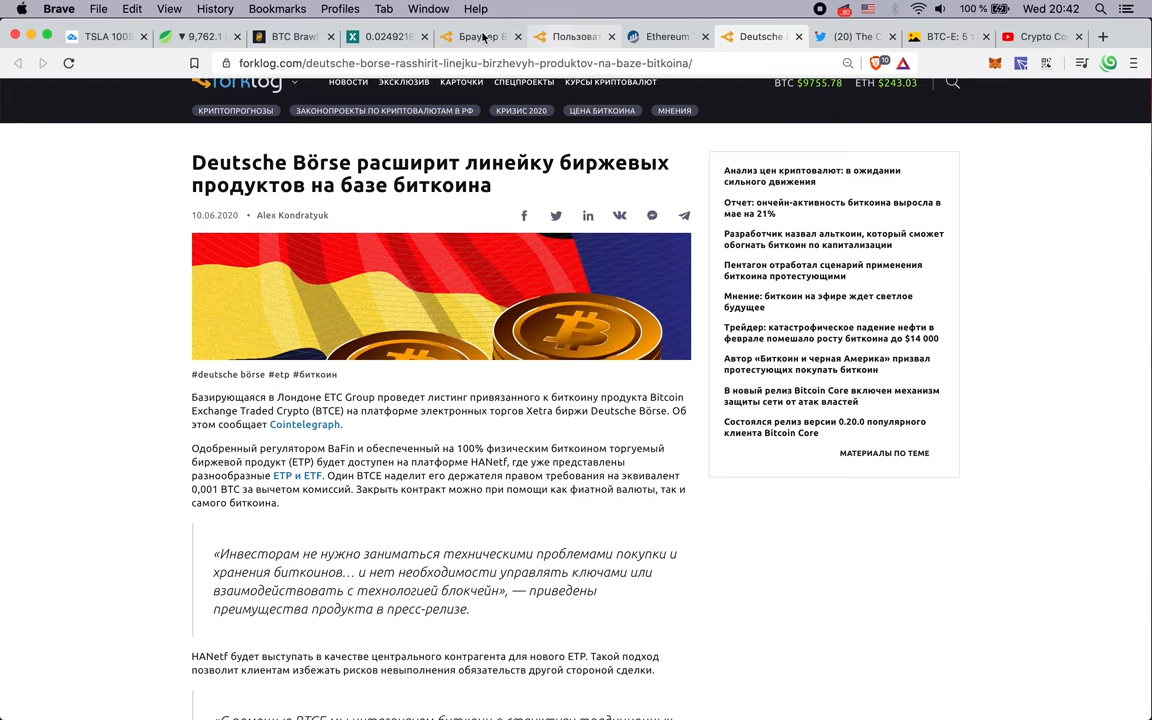 Brave File Edit View History Bookmarks Profiles Tab Window Help 100 % Wed 20:42
TSLA 100 ▼ 9,762.1 BTC Brawl 0.0249218 Браузер B Пользоват Ethereum Deutsche (20) The C BTC-E: 5 т Crypto Co
forklog.com/deutsche-borse-rasshirit-linejku-birzhevyh-produktov-na-baze-bitkoina/
forklog НОВОСТИ ЭКСКЛЮЗИВ КАРТОЧКИ СПЕЦПРОЕКТЫ КУРСЫ КРИПТОВАЛЮТ BTC $9755.78 ETH $243.03
КРИПТОПРОГНОЗЫ ЗАКОНОПРОЕКТЫ ПО КРИПТОВАЛЮТАМ В РФ КРИЗИС 2020 ЦЕНА БИТКОИНА МНЕНИЯ
Deutsche Börse расширит линейку биржевых
продуктов на базе биткоина
10.06.2020 • Alex Kondratyuk
#deutsche börse #etp #биткоин
Базирующаяся в Лондоне ETC Group проведет листинг привязанного к биткоину продукта Bitcoin
Exchange Traded Crypto (BTCE) на платформе электронных торгов Xetra биржи Deutsche Börse. Об
этом сообщает Cointelegraph.
Одобренный регулятором BaFin и обеспеченный на 100% физическим биткоином торгуемый
биржевой продукт (ETP) будет доступен на платформе HANetf, где уже представлены
разнообразные ETP и ETF. Один BTCE наделит его держателя правом требования на эквивалент
0,001 BTC за вычетом комиссий. Закрыть контракт можно при помощи как фиатной валюты, так и
самого биткоина.
«Инвесторам не нужно заниматься техническими проблемами покупки и
хранения биткоинов… и нет необходимости управлять ключами или
взаимодействовать с технологией блокчейн», — приведены
преимущества продукта в пресс-релизе.
HANetf будет выступать в качестве центрального контрагента для нового ETP. Такой подход
позволит клиентам избежать рисков невыполнения обязательств другой стороной сделки.
Анализ цен криптовалют: в ожидании
сильного движения
Отчет: ончейн-активность биткоина выросла в
мае на 21%
Разработчик назвал альткоин, который сможет
обогнать биткоин по капитализации
Пентагон отработал сценарий применения
биткоина протестующими
Мнение: биткоин на эфире ждет светлое
будущее
Трейдер: катастрофическое падение нефти в
феврале помешало росту биткоина до $14 000
Автор «Биткоин и черная Америка» призвал
протестующих покупать биткоин
В новый релиз Bitcoin Core включен механизм
защиты сети от атак властей
Состоялся релиз версии 0.20.0 популярного
клиента Bitcoin Core
МАТЕРИАЛЫ ПО ТЕМЕ